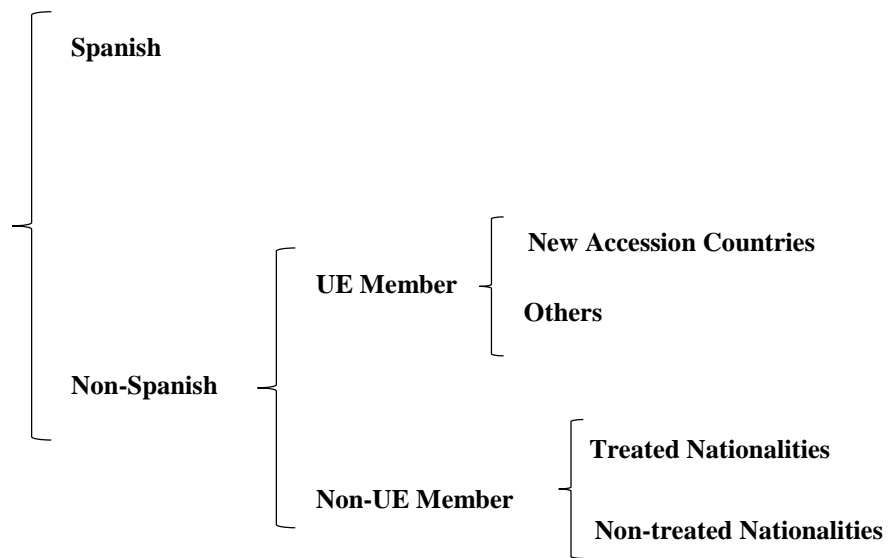 Spanish
New Accession Countries
UE Member
Others
Non-Spanish
Treated Nationalities
Non-UE Member
Non-treated Nationalities